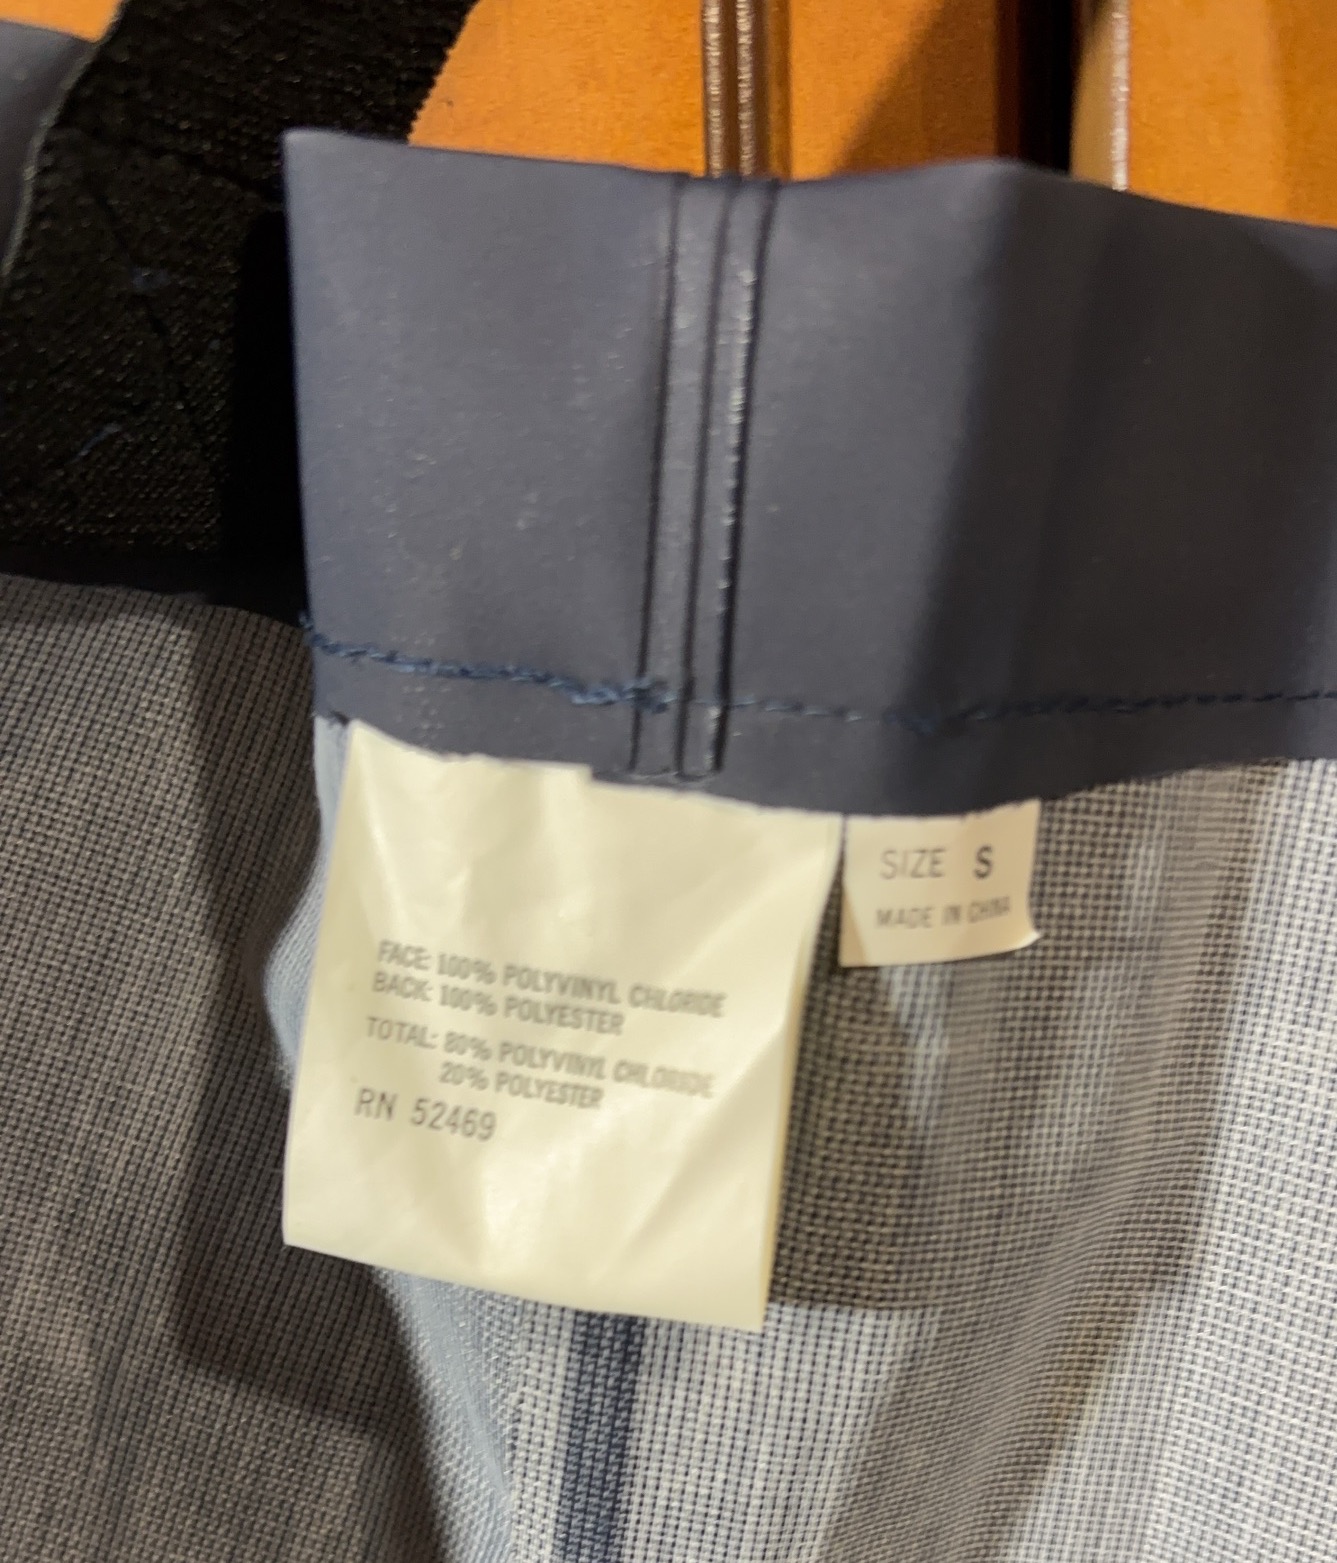 FACE: 100% POLYVINYL CHLORIDE
BACK: 100% POLYESTER
TOTAL: 80% POLYVINYL CHLORIDE
20% POLYESTER
RN 52469
SIZE S
MADE IN CHINA